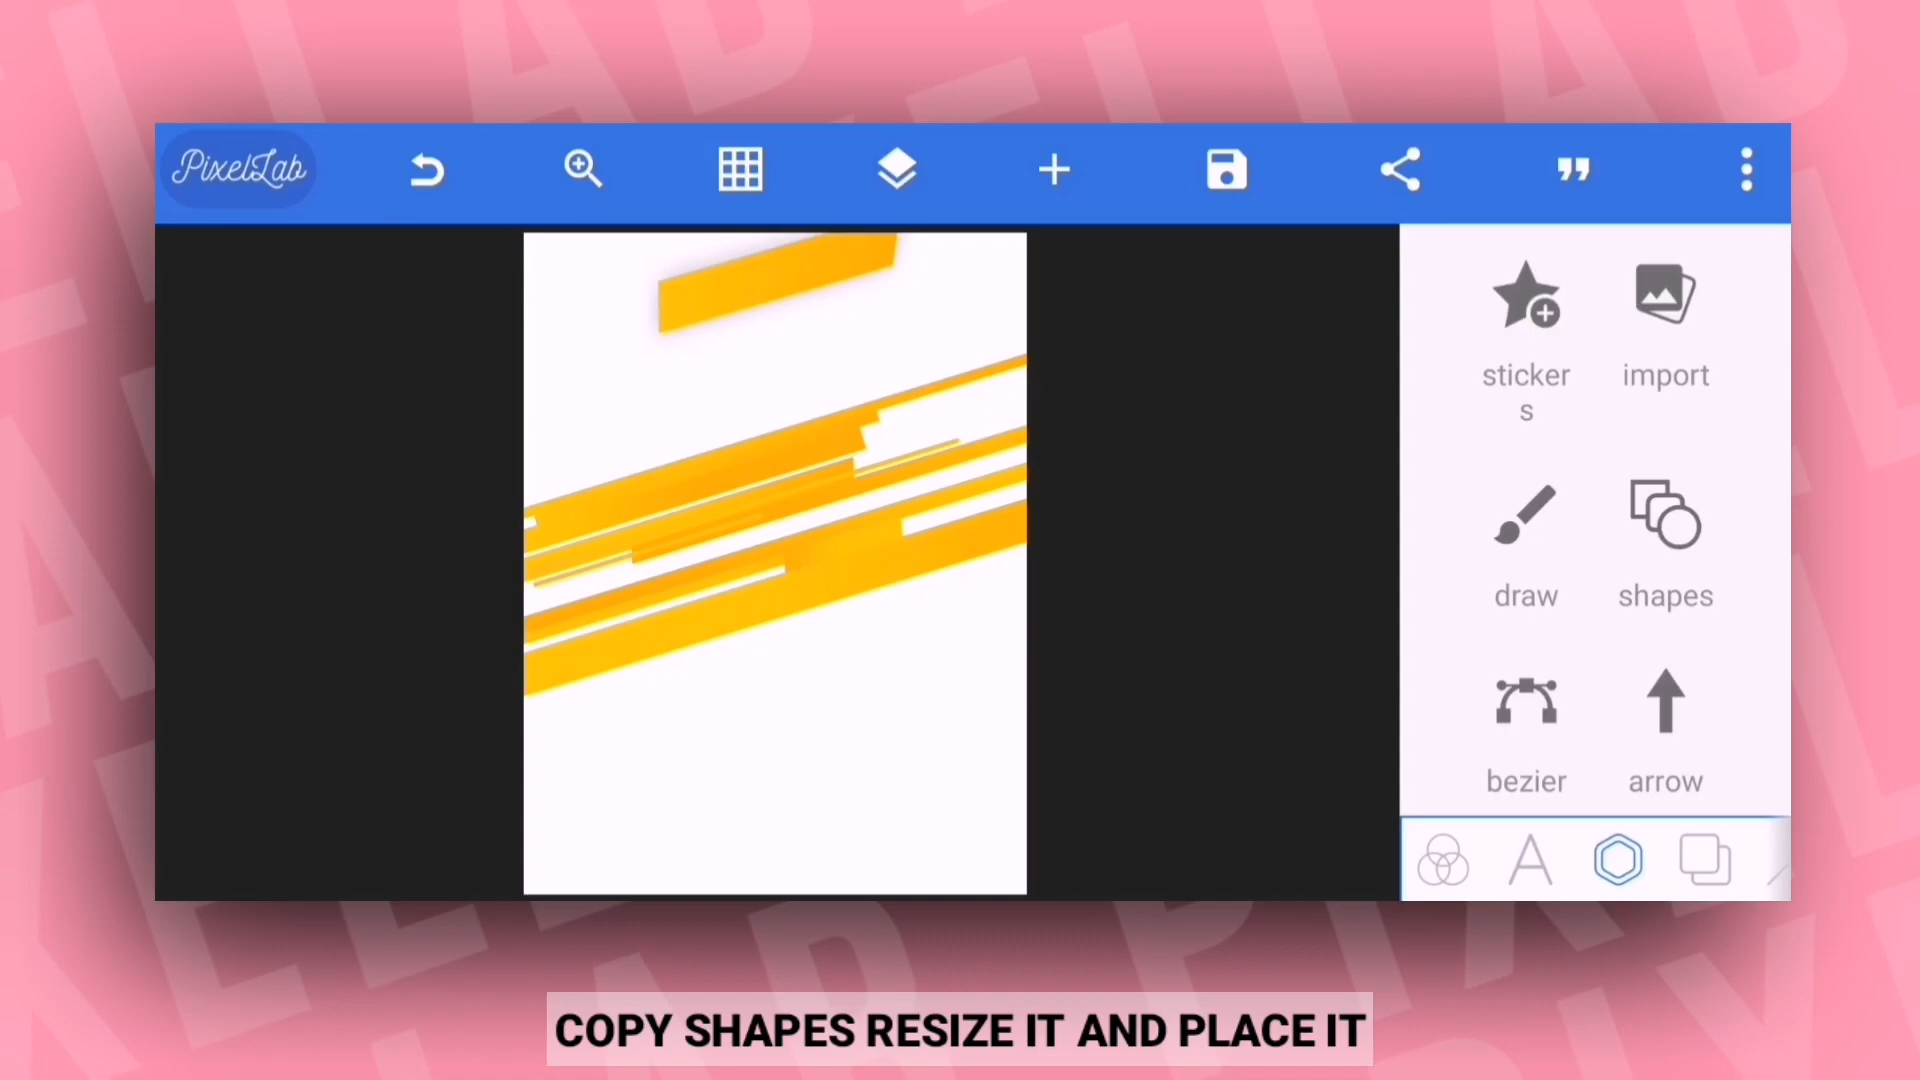 PixelLab
sticker
s
import
draw
shapes
bezier
arrow
COPY SHAPES RESIZE IT AND PLACE IT